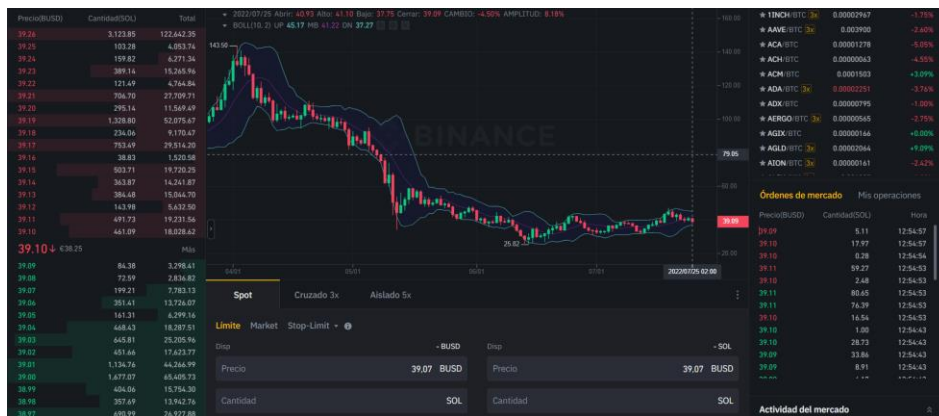 Precio(BUSD) Cantidad(SOL) Total
39.26 3,123.85 122,642.35
39.25 103.28 4,053.74
39.24 159.82 6,271.34
39.23 389.14 15,265.96
39.22 121.49 4,764.84
39.21 706.70 27,709.71
39.20 295.14 11,569.49
39.19 1,328.80 52,075.67
39.18 234.06 9,170.47
39.17 753.49 29,514.20
39.16 38.83 1,520.58
39.15 503.71 19,720.25
39.14 363.87 14,241.87
39.13 384.48 15,044.70
39.12 143.98 5,632.50
39.11 491.73 19,231.56
39.10 461.09 18,028.62
39.10↓ €38.25 Más
39.09 84.38 3,298.41
39.08 72.59 2,836.82
39.07 199.21 7,783.13
39.06 351.41 13,726.07
39.05 161.31 6,299.16
39.04 468.43 18,287.51
39.03 645.81 25,205.96
39.02 451.66 17,623.77
39.01 1,134.76 44,266.99
39.00 1,677.07 65,405.73
38.99 404.06 15,754.30
38.98 357.69 13,942.76
38.97 690.99 26,927.88
2022/07/25 Abrir: 40.93 Alto: 41.10 Bajo: 37.75 Cerrar: 39.09 CAMBIO: -4.50% AMPLITUD: 8.18%
BOLL(10, 2) UP 45.17 MB 41.22 DN 37.27
160.00
143.50
140.00
120.00
100.00
BINANCE
79.05
60.00
39.09
25.82
20.00
04/01 05/01 06/01 07/01 2022/07/25 02:00
Spot Cruzado 3x Aislado 5x
Límite Market Stop-Limit
Disp - BUSD
Precio 39,07 BUSD
Cantidad SOL
Disp - SOL
Precio 39,07 BUSD
Cantidad SOL
1INCH/BTC 3x 0.00002967 -1.75%
AAVE/BTC 3x 0.003900 -2.60%
ACA/BTC 0.00001278 -5.05%
ACH/BTC 0.00000063 -4.55%
ACM/BTC 0.0001503 +3.09%
ADA/BTC 3x 0.00002251 -3.76%
ADX/BTC 0.00000795 -1.00%
AERGO/BTC 3x 0.00000565 -2.75%
AGIX/BTC 0.00000166 +0.00%
AGLD/BTC 3x 0.00002064 +9.09%
ATOM/BTC 3x 0.00000161 -2.42%
Órdenes de mercado Mis operaciones
Precio(BUSD) Cantidad(SOL) Hora
39.09 5.11 12:54:57
39.10 17.97 12:54:57
39.10 0.28 12:54:54
39.11 59.27 12:54:53
39.10 2.48 12:54:53
39.11 80.65 12:54:53
39.11 76.39 12:54:53
39.10 16.54 12:54:53
39.10 1.00 12:54:43
39.10 28.73 12:54:43
39.09 33.86 12:54:43
39.09 8.91 12:54:43
Actividad del mercado